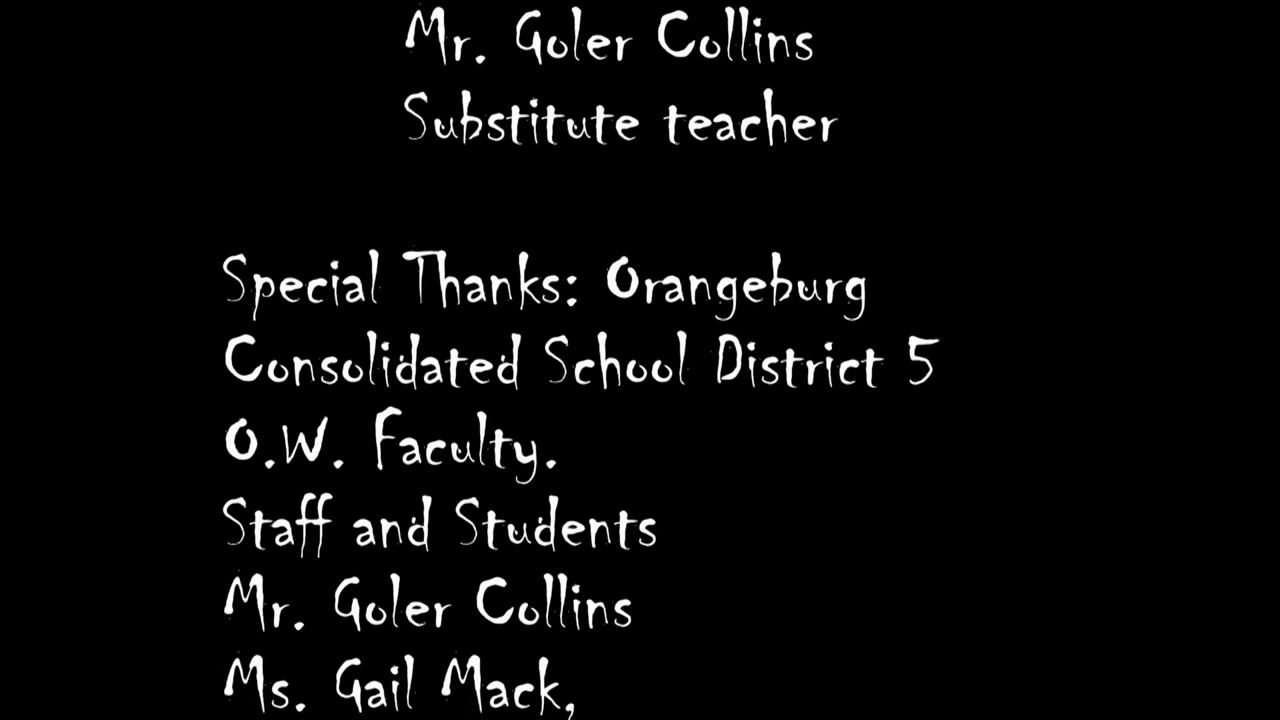 Mr. Goler Collins
Substitute teacher
Special Thanks: Orangeburg
Consolidated School District 5
O.W. Faculty.
Staff and Students
Mr. Goler Collins
Ms. Gail Mack,